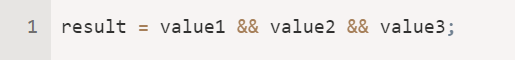 1 result = value1 && value2 && value3;